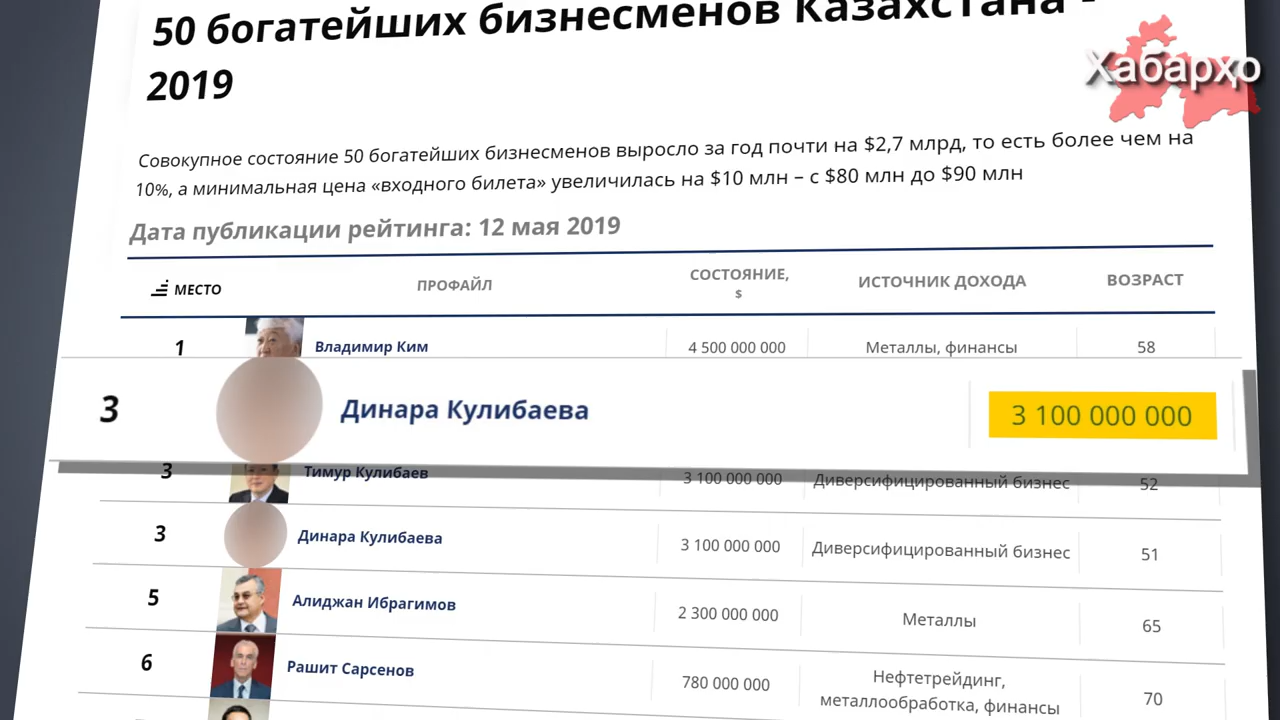 50 богатейших бизнесменов Казахстана -
2019
Хабарҳо
Совокупное состояние 50 богатейших бизнесменов выросло за год почти на $2,7 млрд, то есть более чем на
10%, а минимальная цена «входного билета» увеличилась на $10 млн – с $80 млн до $90 млн
Дата публикации рейтинга: 12 мая 2019
МЕСТО ПРОФАЙЛ СОСТОЯНИЕ, $ ИСТОЧНИК ДОХОДА ВОЗРАСТ
1 Владимир Ким 4 500 000 000 Металлы, финансы 58
3 Динара Кулибаева 3 100 000 000
3 Тимур Кулибаев 3 100 000 000 Диверсифицированный бизнес 52
3 Динара Кулибаева 3 100 000 000 Диверсифицированный бизнес 51
5 Алиджан Ибрагимов 2 300 000 000 Металлы 65
6 Рашит Сарсенов 780 000 000 Нефтетрейдинг, 70
металлообработка, финансы